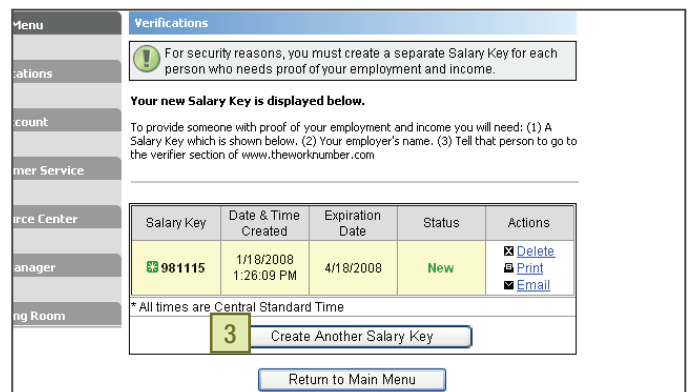 Menu
Verifications
For security reasons, you must create a separate Salary Key for each
person who needs proof of your employment and income.
ications
Your new Salary Key is displayed below.
ccount
To provide someone with proof of your employment and income you will need: (1) A
Salary Key which is shown below. (2) Your employer's name. (3) Tell that person to go to
the verifier section of www.theworknumber.com
mer Service
urce Center
Salary Key
Date & Time
Created
Expiration
Date
Status
Actions
anager
981115
1/18/2008
1:26:09 PM
4/18/2008
New
Delete
Print
Email
* All times are Central Standard Time
ng Room
3
Create Another Salary Key
Return to Main Menu